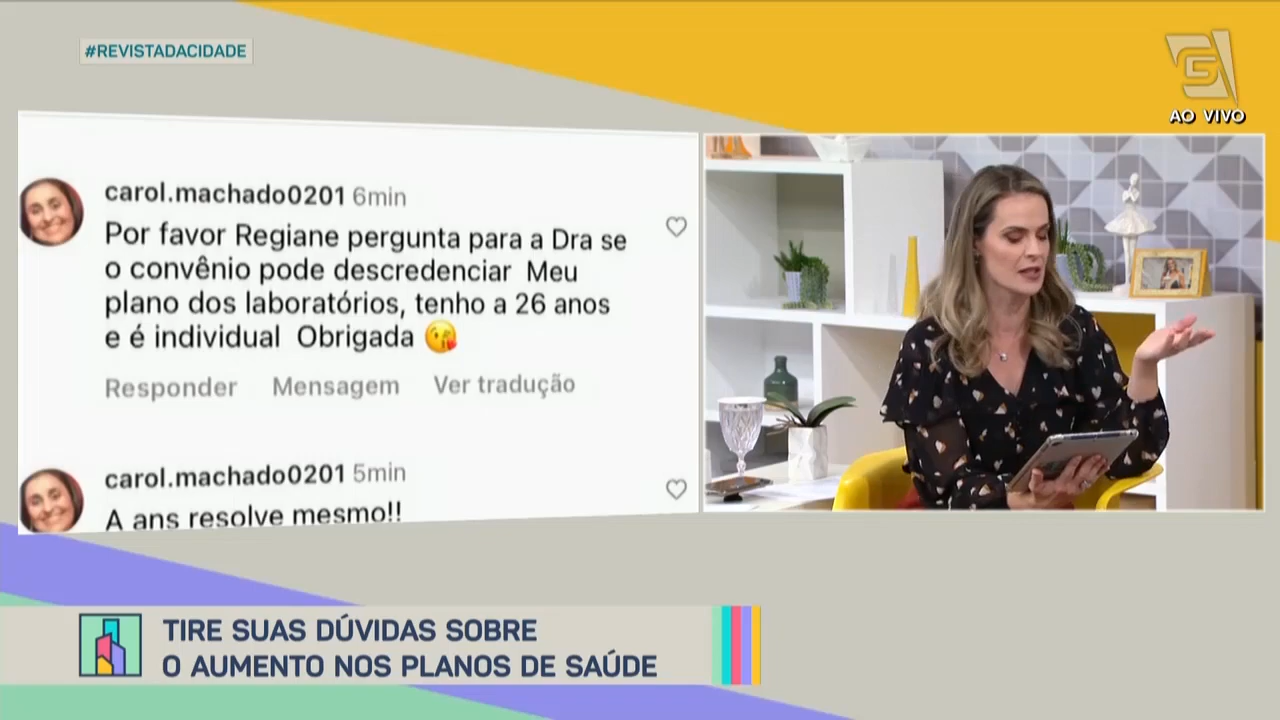 #REVISTADACIDADE
AO VIVO
carol.machado0201 6min
Por favor Regiane pergunta para a Dra se
o convênio pode descredenciar Meu
plano dos laboratórios, tenho a 26 anos
e é individual Obrigada 😘
Responder Mensagem Ver tradução
carol.machado0201 5min
A ans resolve mesmo!!
TIRE SUAS DÚVIDAS SOBRE
O AUMENTO NOS PLANOS DE SAÚDE